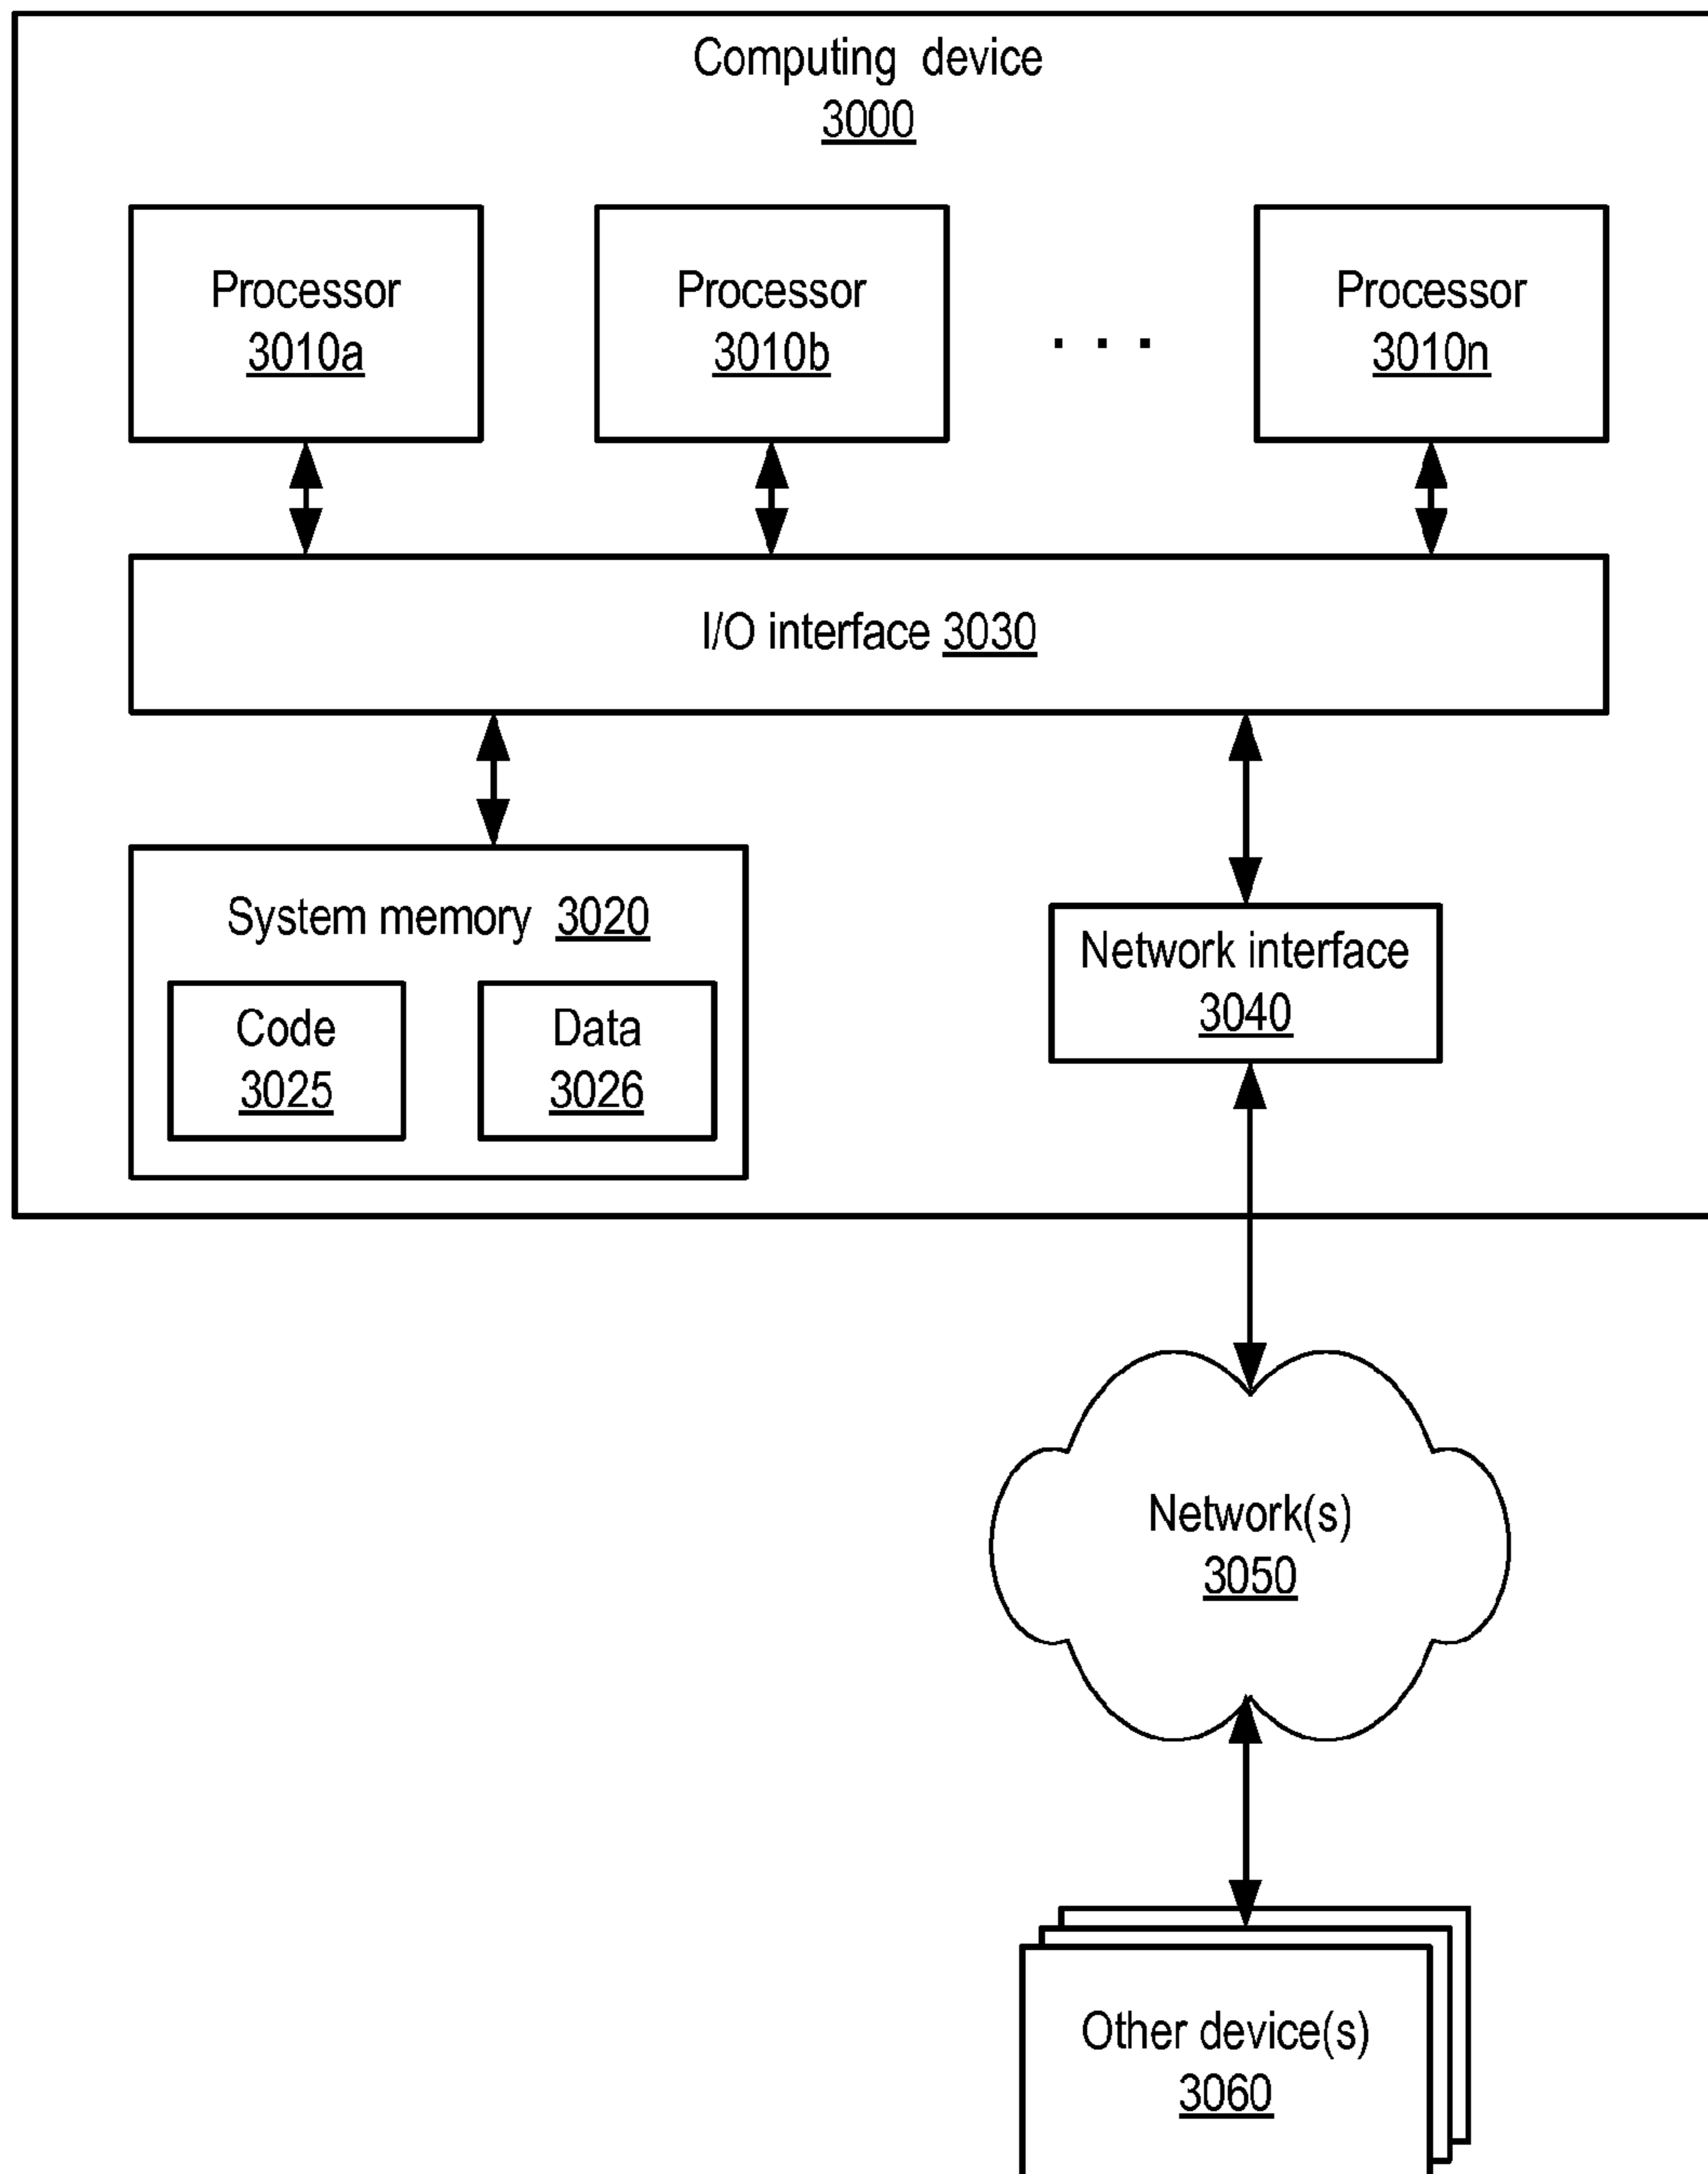 Computing device
3000
Processor
3010a
Processor
3010b
. . .
Processor
3010n
I/O interface 3030
System memory 3020
Code
3025
Data
3026
Network interface
3040
Network(s)
3050
Other device(s)
3060